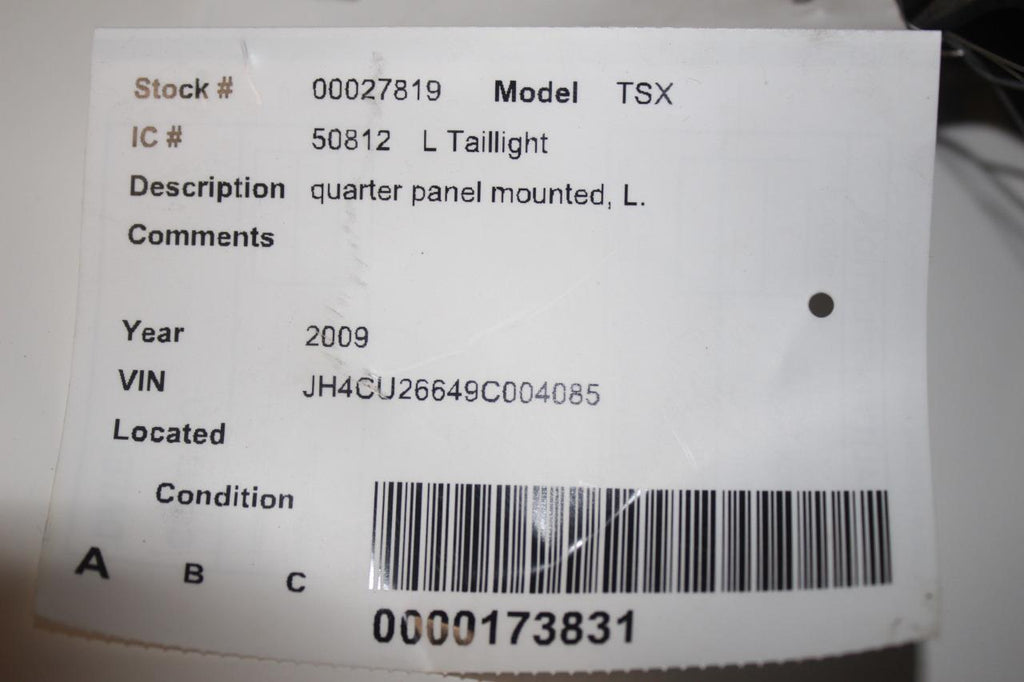 Stock # 00027819 Model TSX
IC # 50812 L Taillight
Description quarter panel mounted, L.
Comments
Year 2009
VIN JH4CU26649C004085
Located
Condition
A B C
0000173831